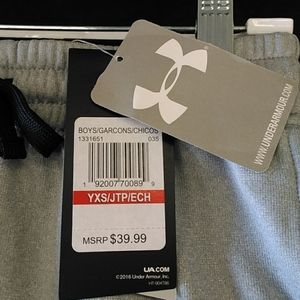 WWW.UNDERARMOUR.COM
BOYS/GARCONS/CHICOS
1331651 035
1 92007 70089 9
YXS/JTP/ECH
MSRP $39.99
UA.COM
©2016 Under Armour, Inc.